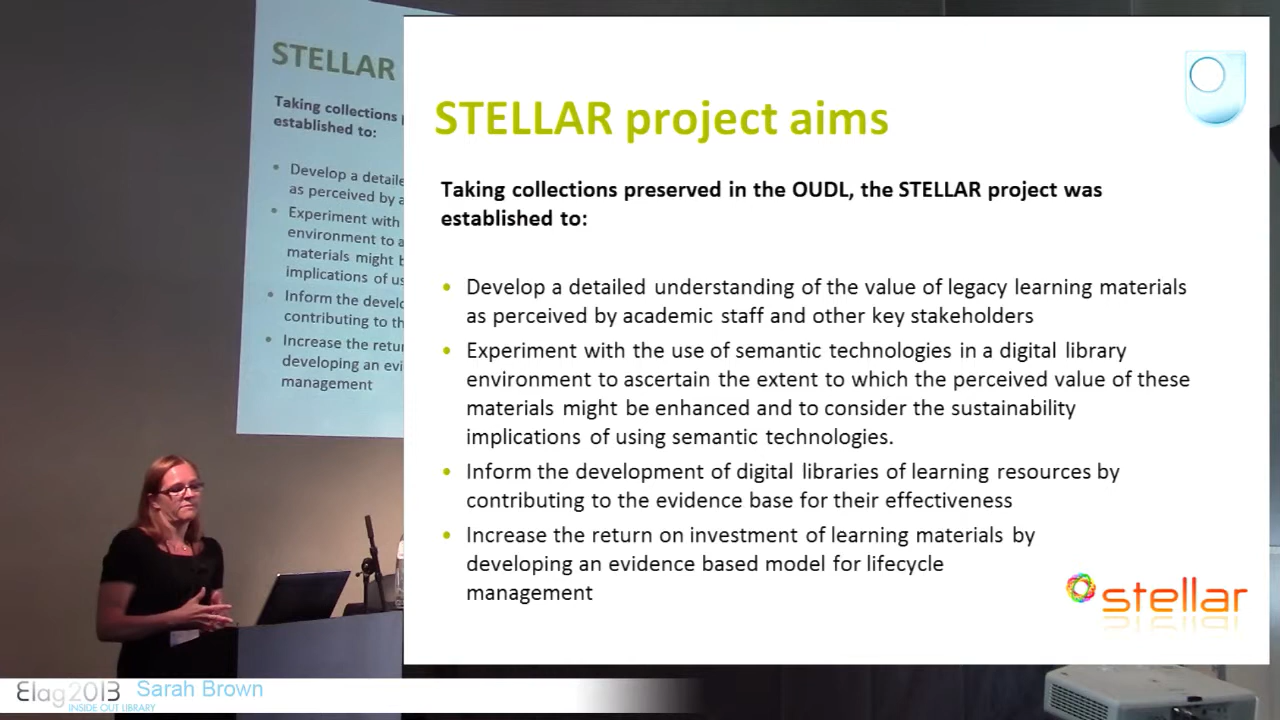 STELLAR
Taking collections
established to:
• Develop a detaile
as perceived by a
• Experiment with
environment to a
materials might b
implications of us
• Inform the develo
contributing to th
• Increase the retur
developing an evi
management
STELLAR project aims
Taking collections preserved in the OUDL, the STELLAR project was
established to:
• Develop a detailed understanding of the value of legacy learning materials
as perceived by academic staff and other key stakeholders
• Experiment with the use of semantic technologies in a digital library
environment to ascertain the extent to which the perceived value of these
materials might be enhanced and to consider the sustainability
implications of using semantic technologies.
• Inform the development of digital libraries of learning resources by
contributing to the evidence base for their effectiveness
• Increase the return on investment of learning materials by
developing an evidence based model for lifecycle
management
stellar
Elag2013 Sarah Brown
INSIDE OUT LIBRARY